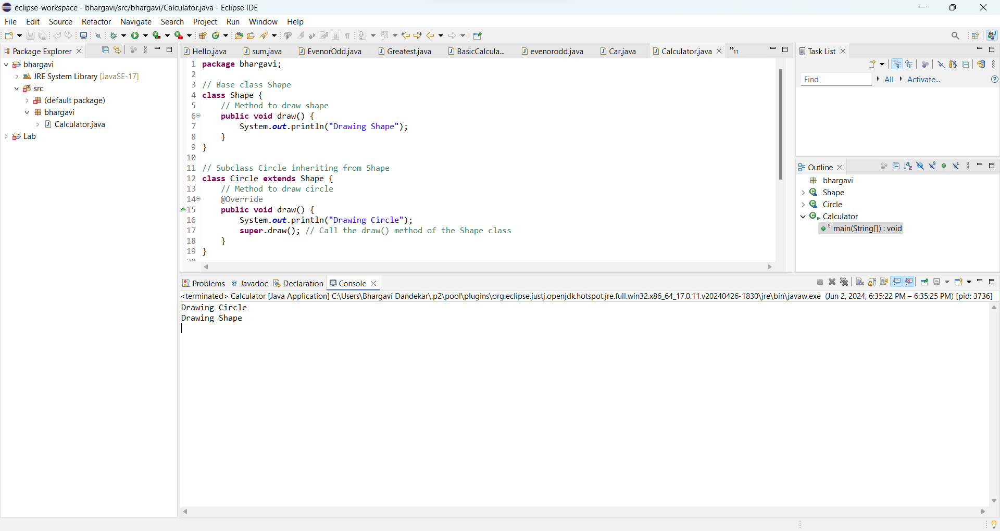 eclipse-workspace - bhargavi/src/bhargavi/Calculator.java - Eclipse IDE
File Edit Source Refactor Navigate Search Project Run Window Help
Package Explorer
bhargavi
JRE System Library [JavaSE-17]
src
(default package)
bhargavi
Calculator.java
Lab
Hello.java sum.java EvenorOdd.java Greatest.java BasicCalcula... evenorodd.java Car.java Calculator.java »11
1 package bhargavi;
2
3 // Base class Shape
4 class Shape {
5 // Method to draw shape
6 public void draw() {
7 System.out.println("Drawing Shape");
8 }
9 }
10
11 // Subclass Circle inheriting from Shape
12 class Circle extends Shape {
13 // Method to draw circle
14 @Override
15 public void draw() {
16 System.out.println("Drawing Circle");
17 super.draw(); // Call the draw() method of the Shape class
18 }
19 }
20
Task List
Find All Activate...
Outline
bhargavi
Shape
Circle
Calculator
main(String[]) : void
Problems @ Javadoc Declaration Console
<terminated> Calculator [Java Application] C:\Users\Bhargavi Dandekar\.p2\pool\plugins\org.eclipse.justj.openjdk.hotspot.jre.full.win32.x86_64_17.0.11.v20240426-1830\jre\bin\javaw.exe (Jun 2, 2024, 6:35:22 PM – 6:35:25 PM) [pid: 3736]
Drawing Circle
Drawing Shape